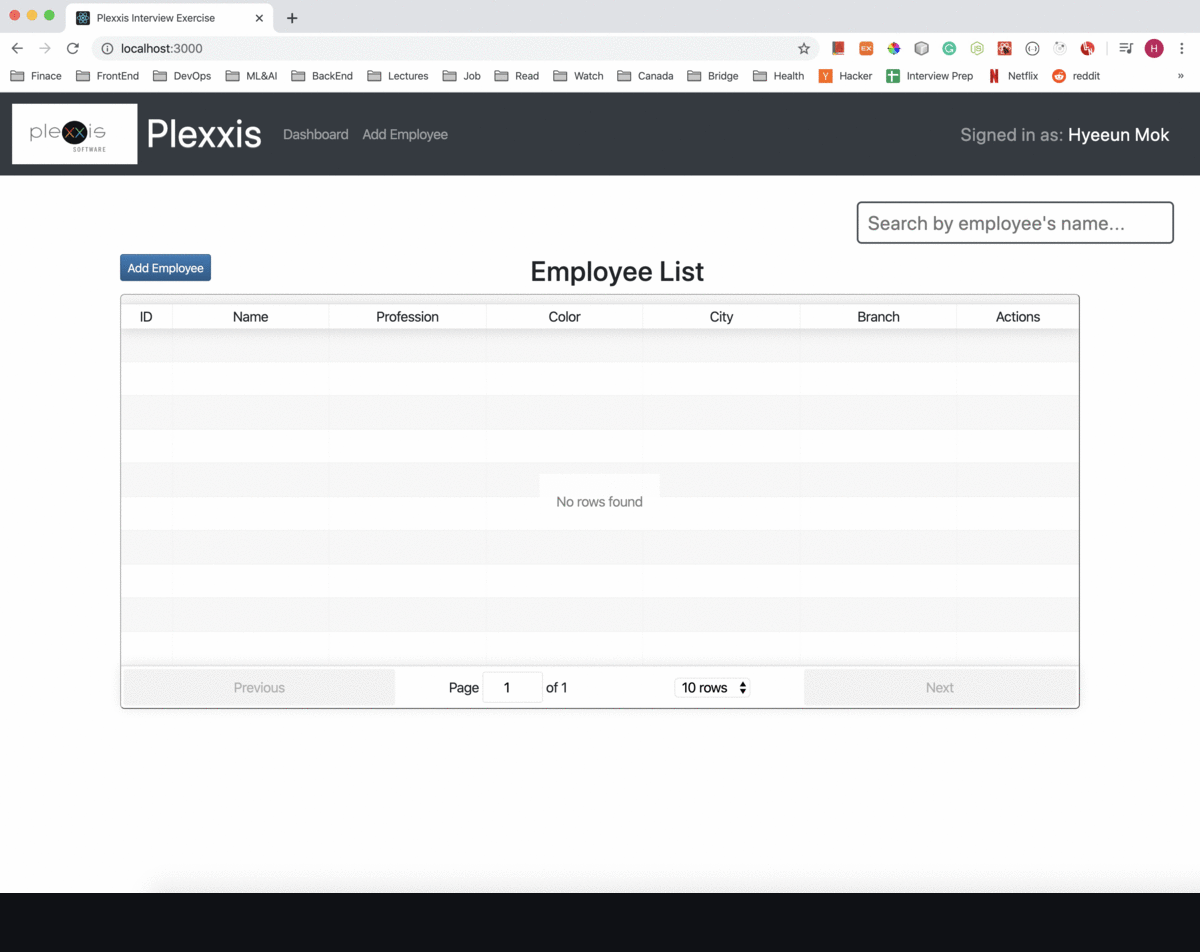 Plexxis Interview Exercise
localhost:3000
EX
H
Finace FrontEnd DevOps ML&AI BackEnd Lectures Job Read Watch Canada Bridge Health Y Hacker Interview Prep N Netflix reddit »
plexxis
SOFTWARE
Plexxis Dashboard Add Employee Signed in as: Hyeeun Mok
Search by employee's name...
Add Employee Employee List
ID Name Profession Color City Branch Actions
No rows found
Previous Page 1 of 1 10 rows Next